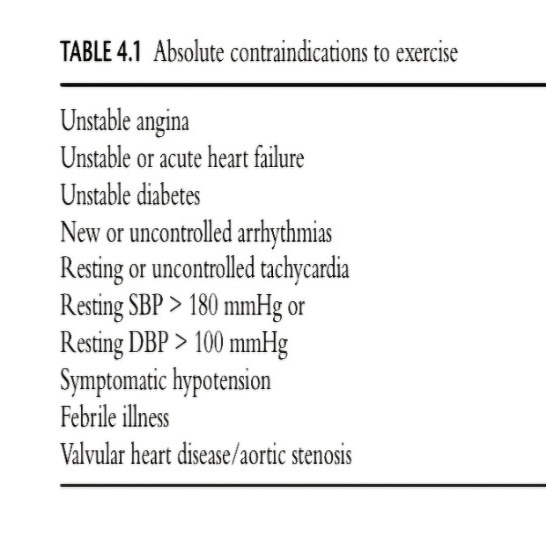 TABLE 4.1 Absolute contraindications to exercise
Unstable angina
Unstable or acute heart failure
Unstable diabetes
New or uncontrolled arrhythmias
Resting or uncontrolled tachycardia
Resting SBP > 180 mmHg or
Resting DBP > 100 mmHg
Symptomatic hypotension
Febrile illness
Valvular heart disease/aortic stenosis